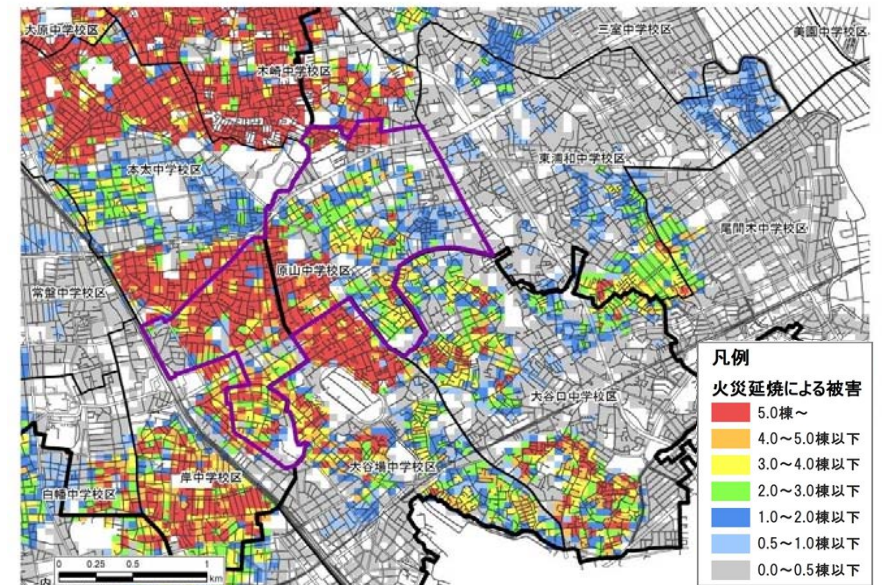 大原中学校区
木崎中学校区
三室中学校区
美園中学校区
本太中学校区
東浦和中学校区
尾間木中学校区
原山中学校区
常盤中学校区
大谷口中学校区
大谷場中学校区
岸中学校区
白幡中学校区
0 0.25 0.5 1
km
凡例
火災延焼による被害
5.0棟～
4.0～5.0棟以下
3.0～4.0棟以下
2.0～3.0棟以下
1.0～2.0棟以下
0.5～1.0棟以下
0.0～0.5棟以下